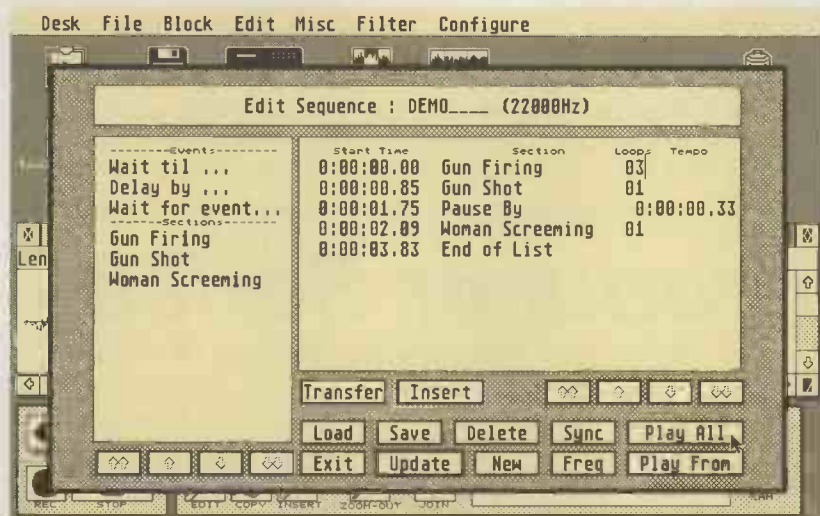 Desk File Block Edit Misc Filter Configure
Edit Sequence : DEMO____ (22000Hz)
--------Events--------
Wait til ...
Delay by ...
Wait for event...
-------Sections-------
Gun Firing
Gun Shot
Woman Screeming
Start Time Section Loops Tempo
0:00:00.00 Gun Firing 03
0:00:00.85 Gun Shot 01
0:00:01.75 Pause By 0:00:00.33
0:00:02.09 Woman Screeming 01
0:00:03.83 End of List
Len
Transfer Insert
Load Save Delete Sync Play All
Exit Update New Freq Play From
REC STOP EDIT COPY INSERT ZOOM-OUT JOIN